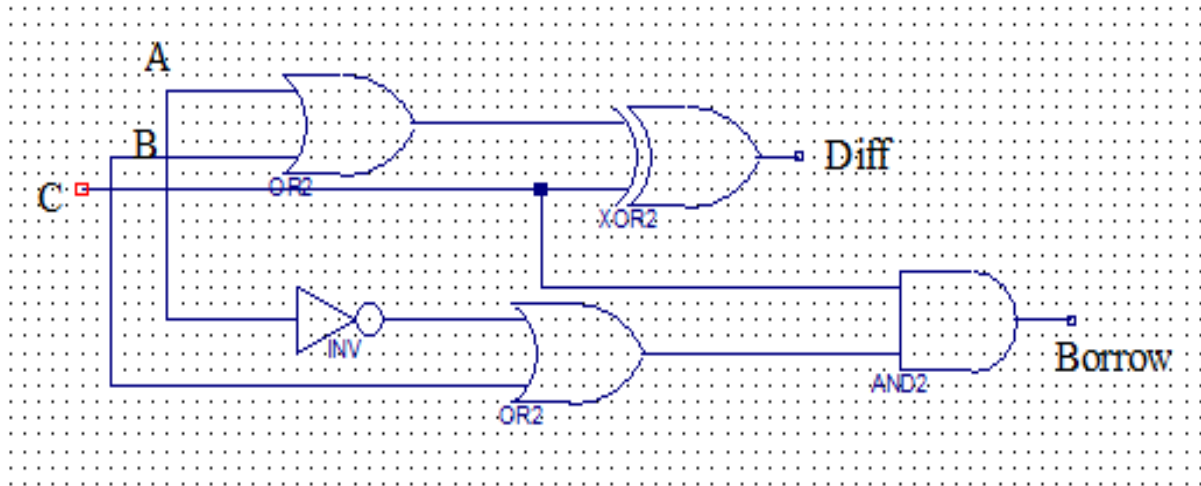 A
B
C
OR2
XOR2
Diff
INV
OR2
AND2
Borrow